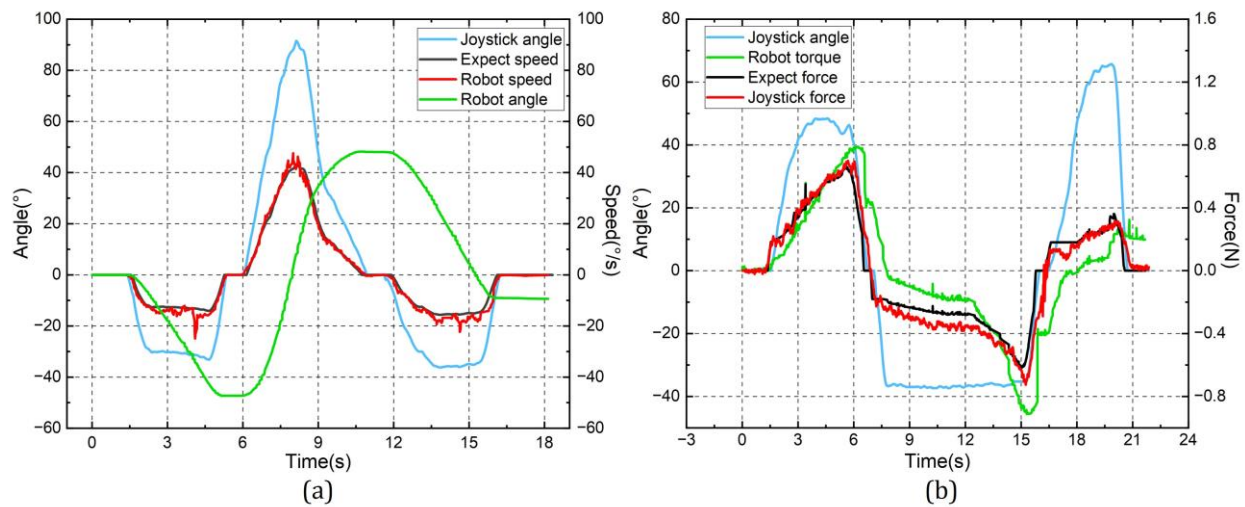 100
80
60
40
20
0
−20
−40
−60
Angle(°)
0 3 6 9 12 15 18
Time(s)
100
80
60
40
20
0
−20
−40
−60
Speed(°/s)
Joystick angle
Expect speed
Robot speed
Robot angle
(a)
80
60
40
20
0
−20
−40
Angle(°)
−3 0 3 6 9 12 15 18 21 24
Time(s)
1.6
1.2
0.8
0.4
0.0
−0.4
−0.8
Force(N)
Joystick angle
Robot torque
Expect force
Joystick force
(b)